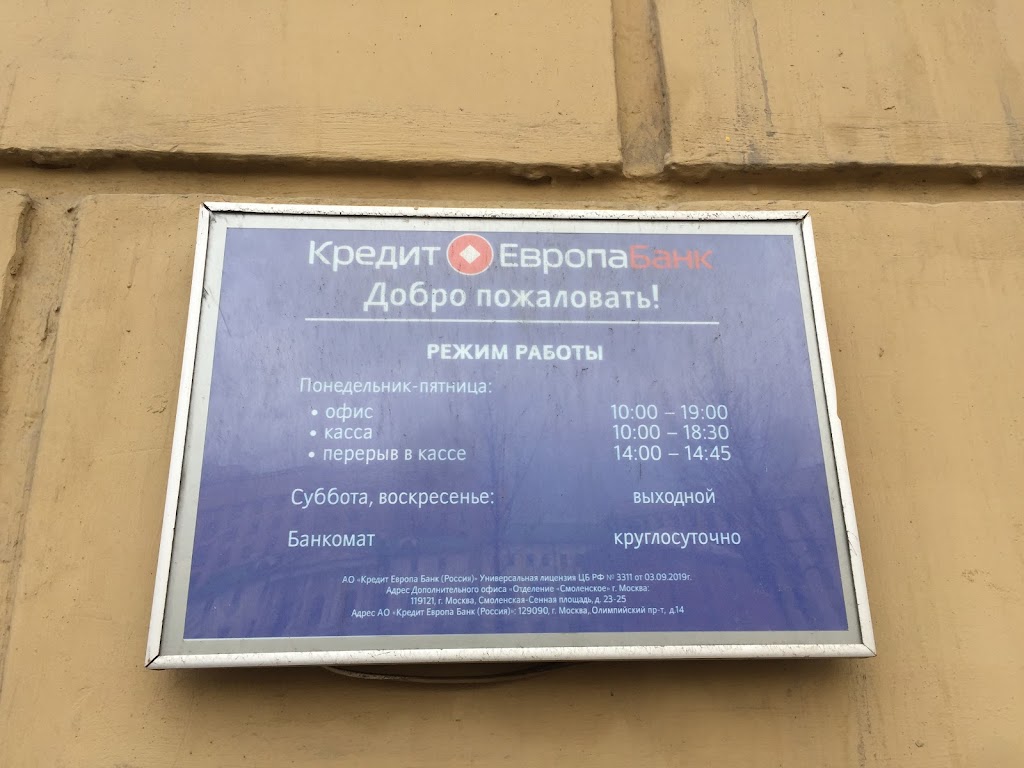 Кредит ЕвропаБанк
Добро пожаловать!
РЕЖИМ РАБОТЫ
Понедельник-пятница:
• офис 10:00 – 19:00
• касса 10:00 – 18:30
• перерыв в кассе 14:00 – 14:45
Суббота, воскресенье: выходной
Банкомат круглосуточно
АО «Кредит Европа Банк (Россия)» Универсальная лицензия ЦБ РФ № 3311 от 03.09.2019г.
Адрес Дополнительного офиса «Отделение «Смоленское» г. Москва:
119121, г. Москва, Смоленская-Сенная площадь, д. 23-25
Адрес АО «Кредит Европа Банк (Россия)»: 129090, г. Москва, Олимпийский пр-т, д.14